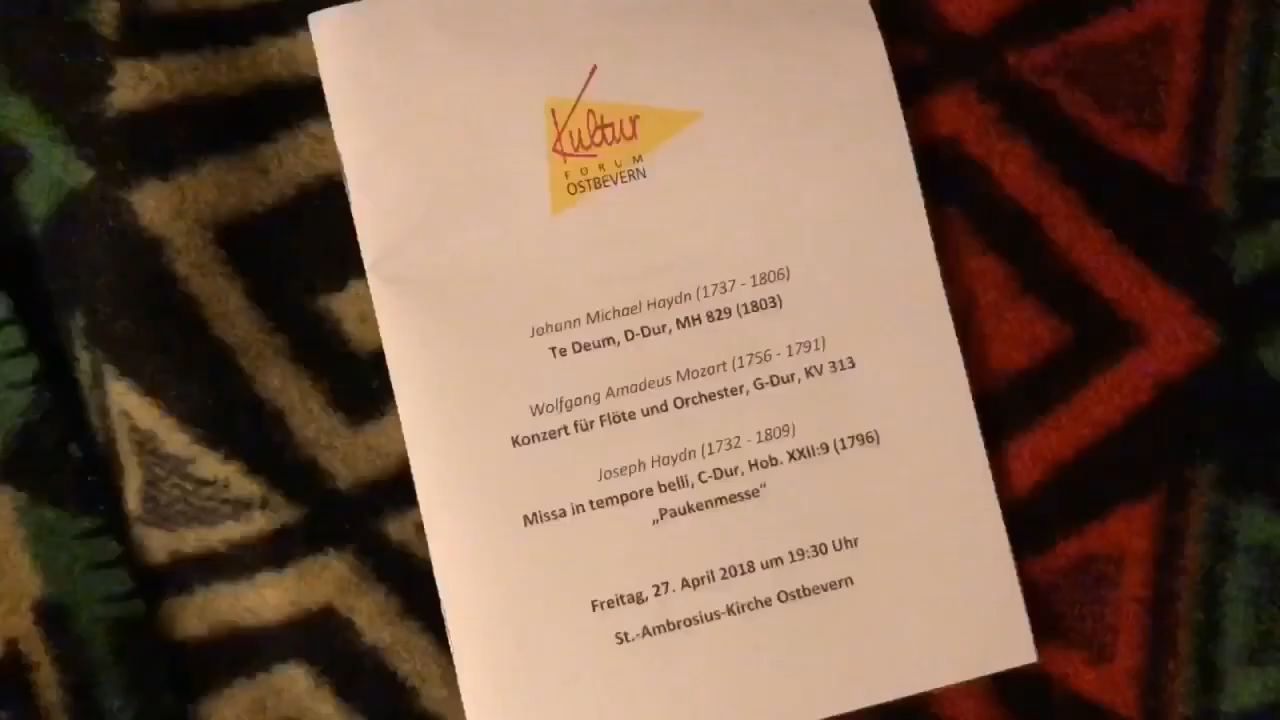 Kultur
FORUM
OSTBEVERN
Johann Michael Haydn (1737 - 1806)
Te Deum, D-Dur, MH 829 (1803)
Wolfgang Amadeus Mozart (1756 - 1791)
Konzert für Flöte und Orchester, G-Dur, KV 313
Joseph Haydn (1732 - 1809)
Missa in tempore belli, C-Dur, Hob. XXII:9 (1796)
„Paukenmesse“
Freitag, 27. April 2018 um 19:30 Uhr
St.-Ambrosius-Kirche Ostbevern